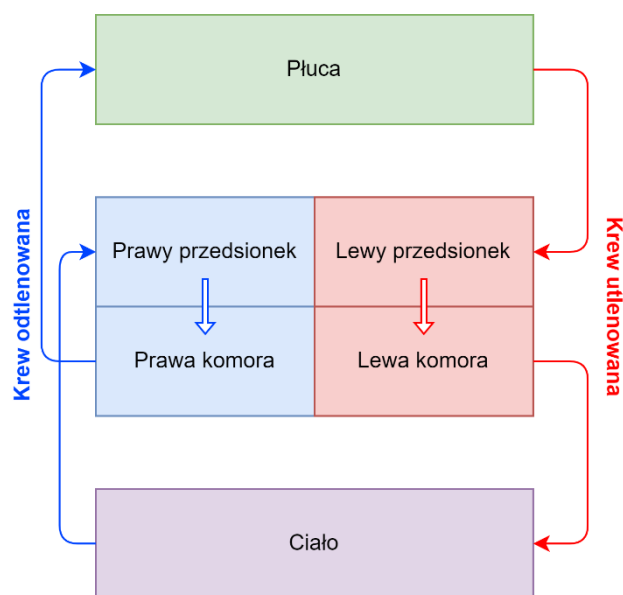 Płuca
Krew odtlenowana
Prawy przedsionek
Lewy przedsionek
Krew utlenowana
Prawa komora
Lewa komora
Ciało